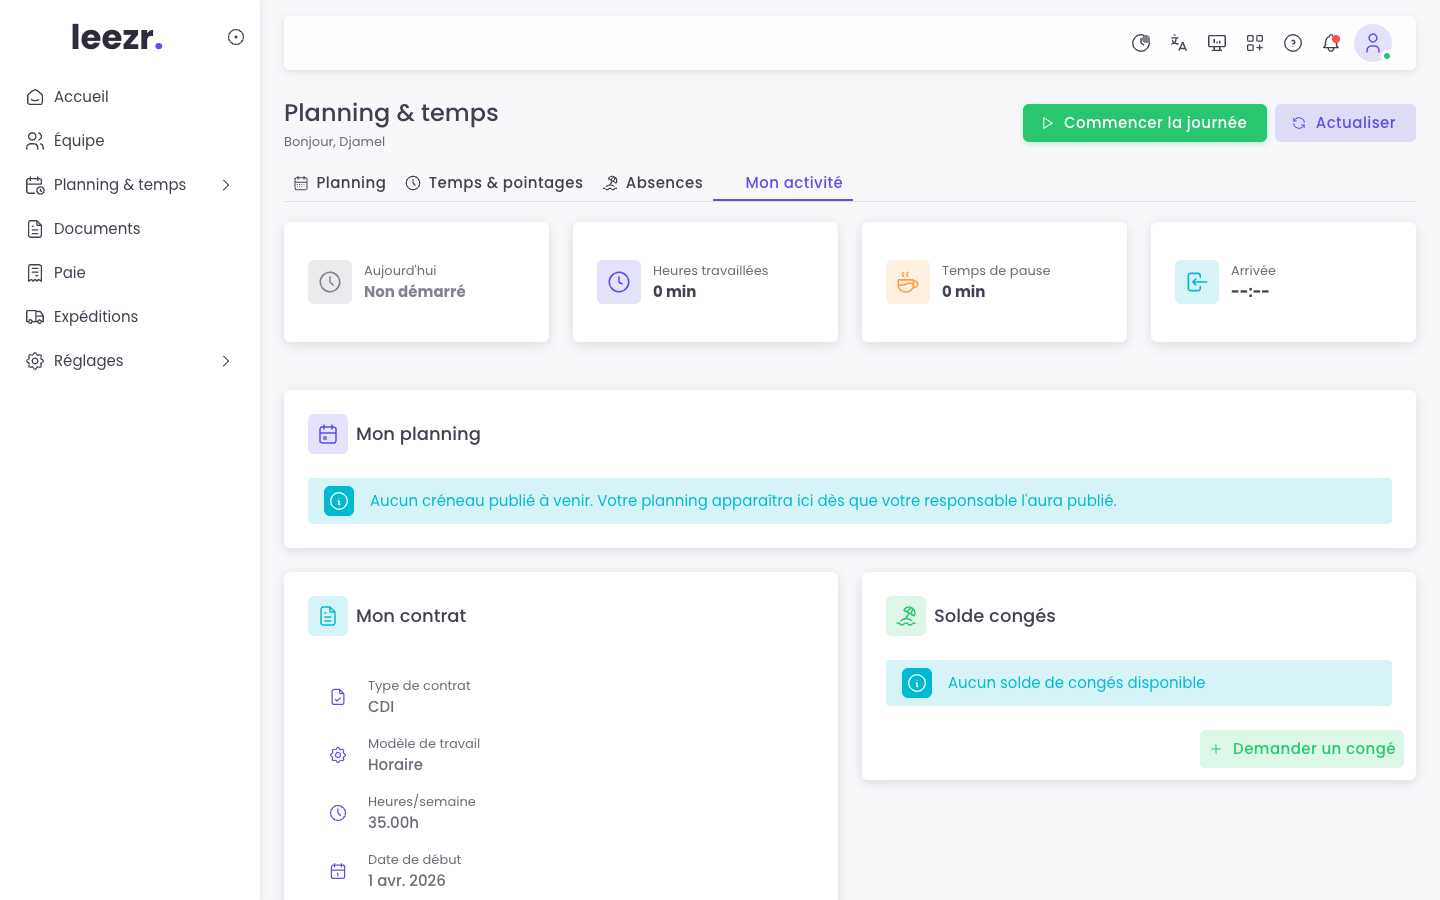 leezr.
Accueil
Équipe
Planning & temps
Documents
Paie
Expéditions
Réglages
Planning & temps
Bonjour, Djamel
Commencer la journée
Actualiser
Planning
Temps & pointages
Absences
Mon activité
Aujourd'hui
Non démarré
Heures travaillées
0 min
Temps de pause
0 min
Arrivée
--:--
Mon planning
Aucun créneau publié à venir. Votre planning apparaîtra ici dès que votre responsable l'aura publié.
Mon contrat
Type de contrat
CDI
Modèle de travail
Horaire
Heures/semaine
35.00h
Date de début
1 avr. 2026
Solde congés
Aucun solde de congés disponible
Demander un congé